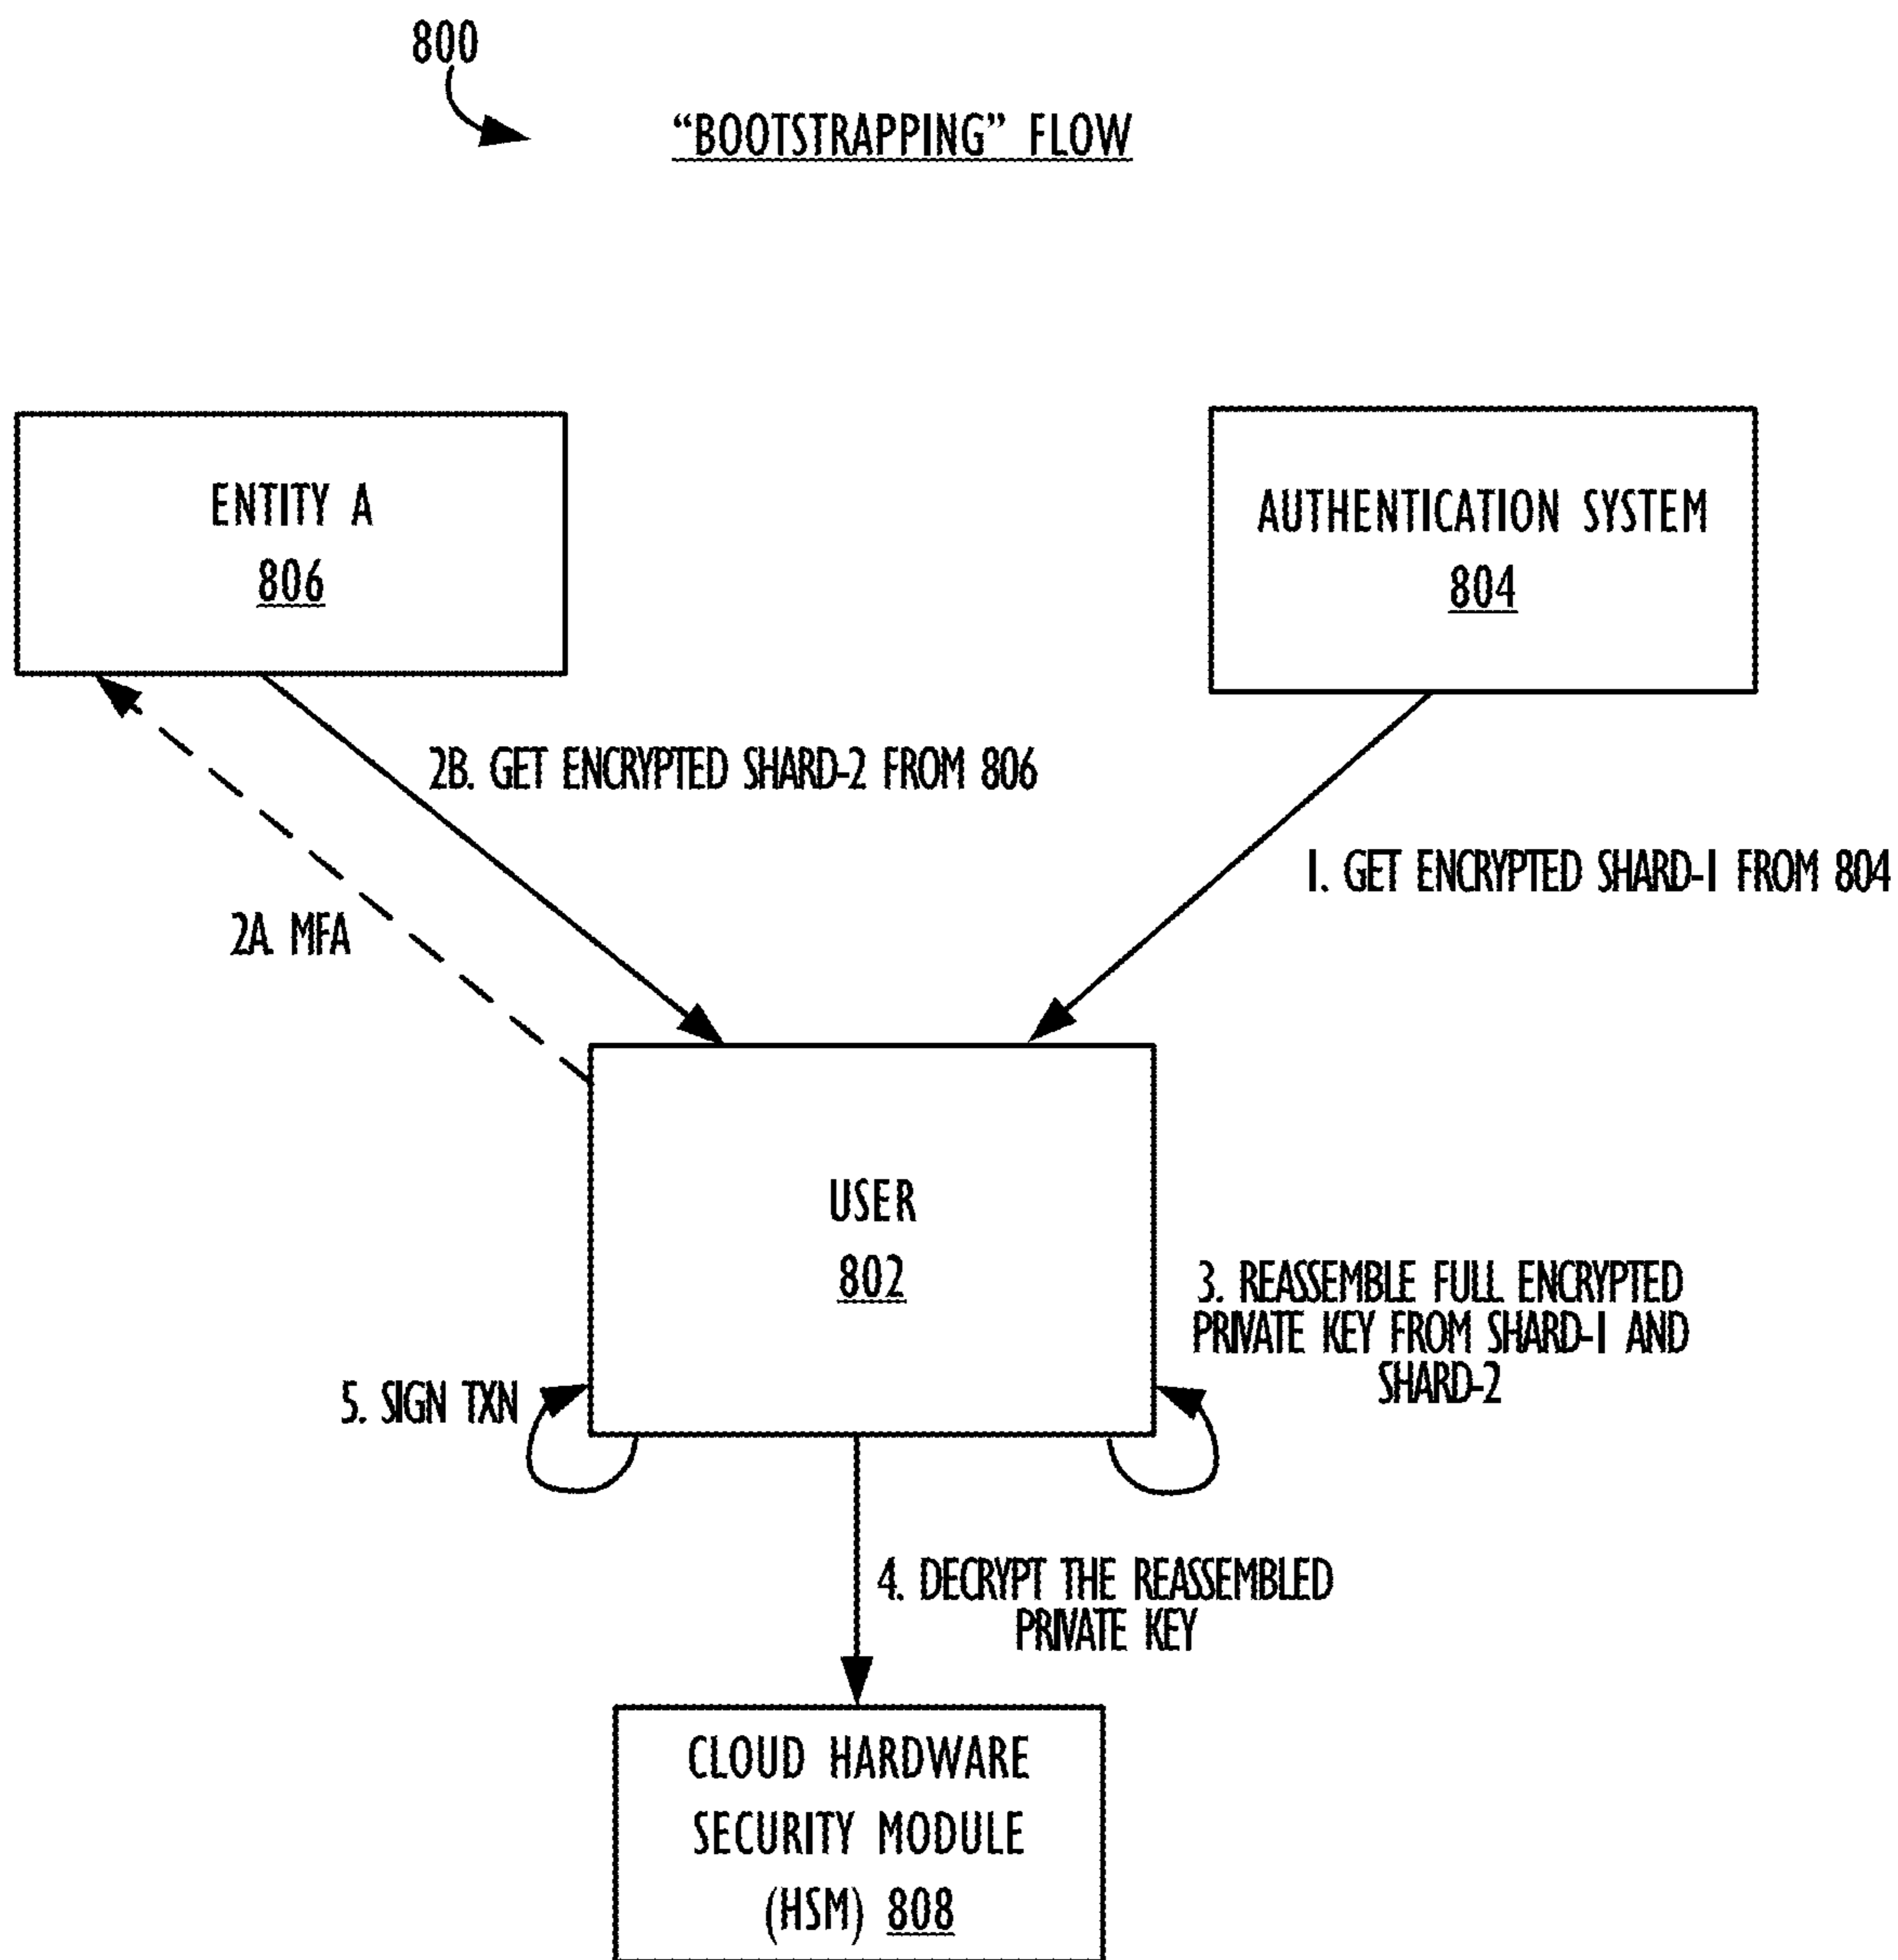 800
“BOOTSTRAPPING” FLOW
ENTITY A
806
AUTHENTICATION SYSTEM
804
2B. GET ENCRYPTED SHARD-2 FROM 806
1. GET ENCRYPTED SHARD-1 FROM 804
2A. MFA
USER
802
3. REASSEMBLE FULL ENCRYPTED
PRIVATE KEY FROM SHARD-1 AND
SHARD-2
5. SIGN TXN
4. DECRYPT THE REASSEMBLED
PRIVATE KEY
CLOUD HARDWARE
SECURITY MODULE
(HSM) 808